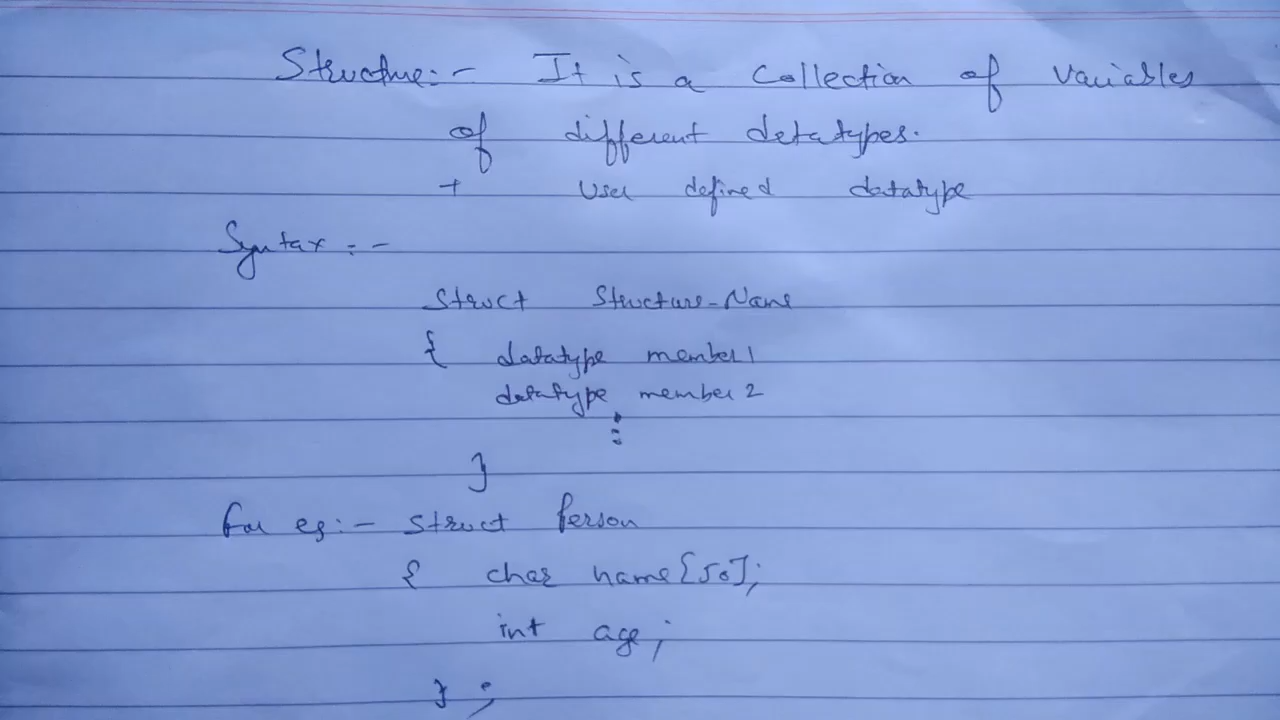 Structure:- It is a Collection of variables
of different detatypes.
+ User defined datatype
Syntax:-
Struct Structure-Name
{ datatype member1
datatype member2
:
}
For eg:- Struct Person
{ char name[50];
int age;
};